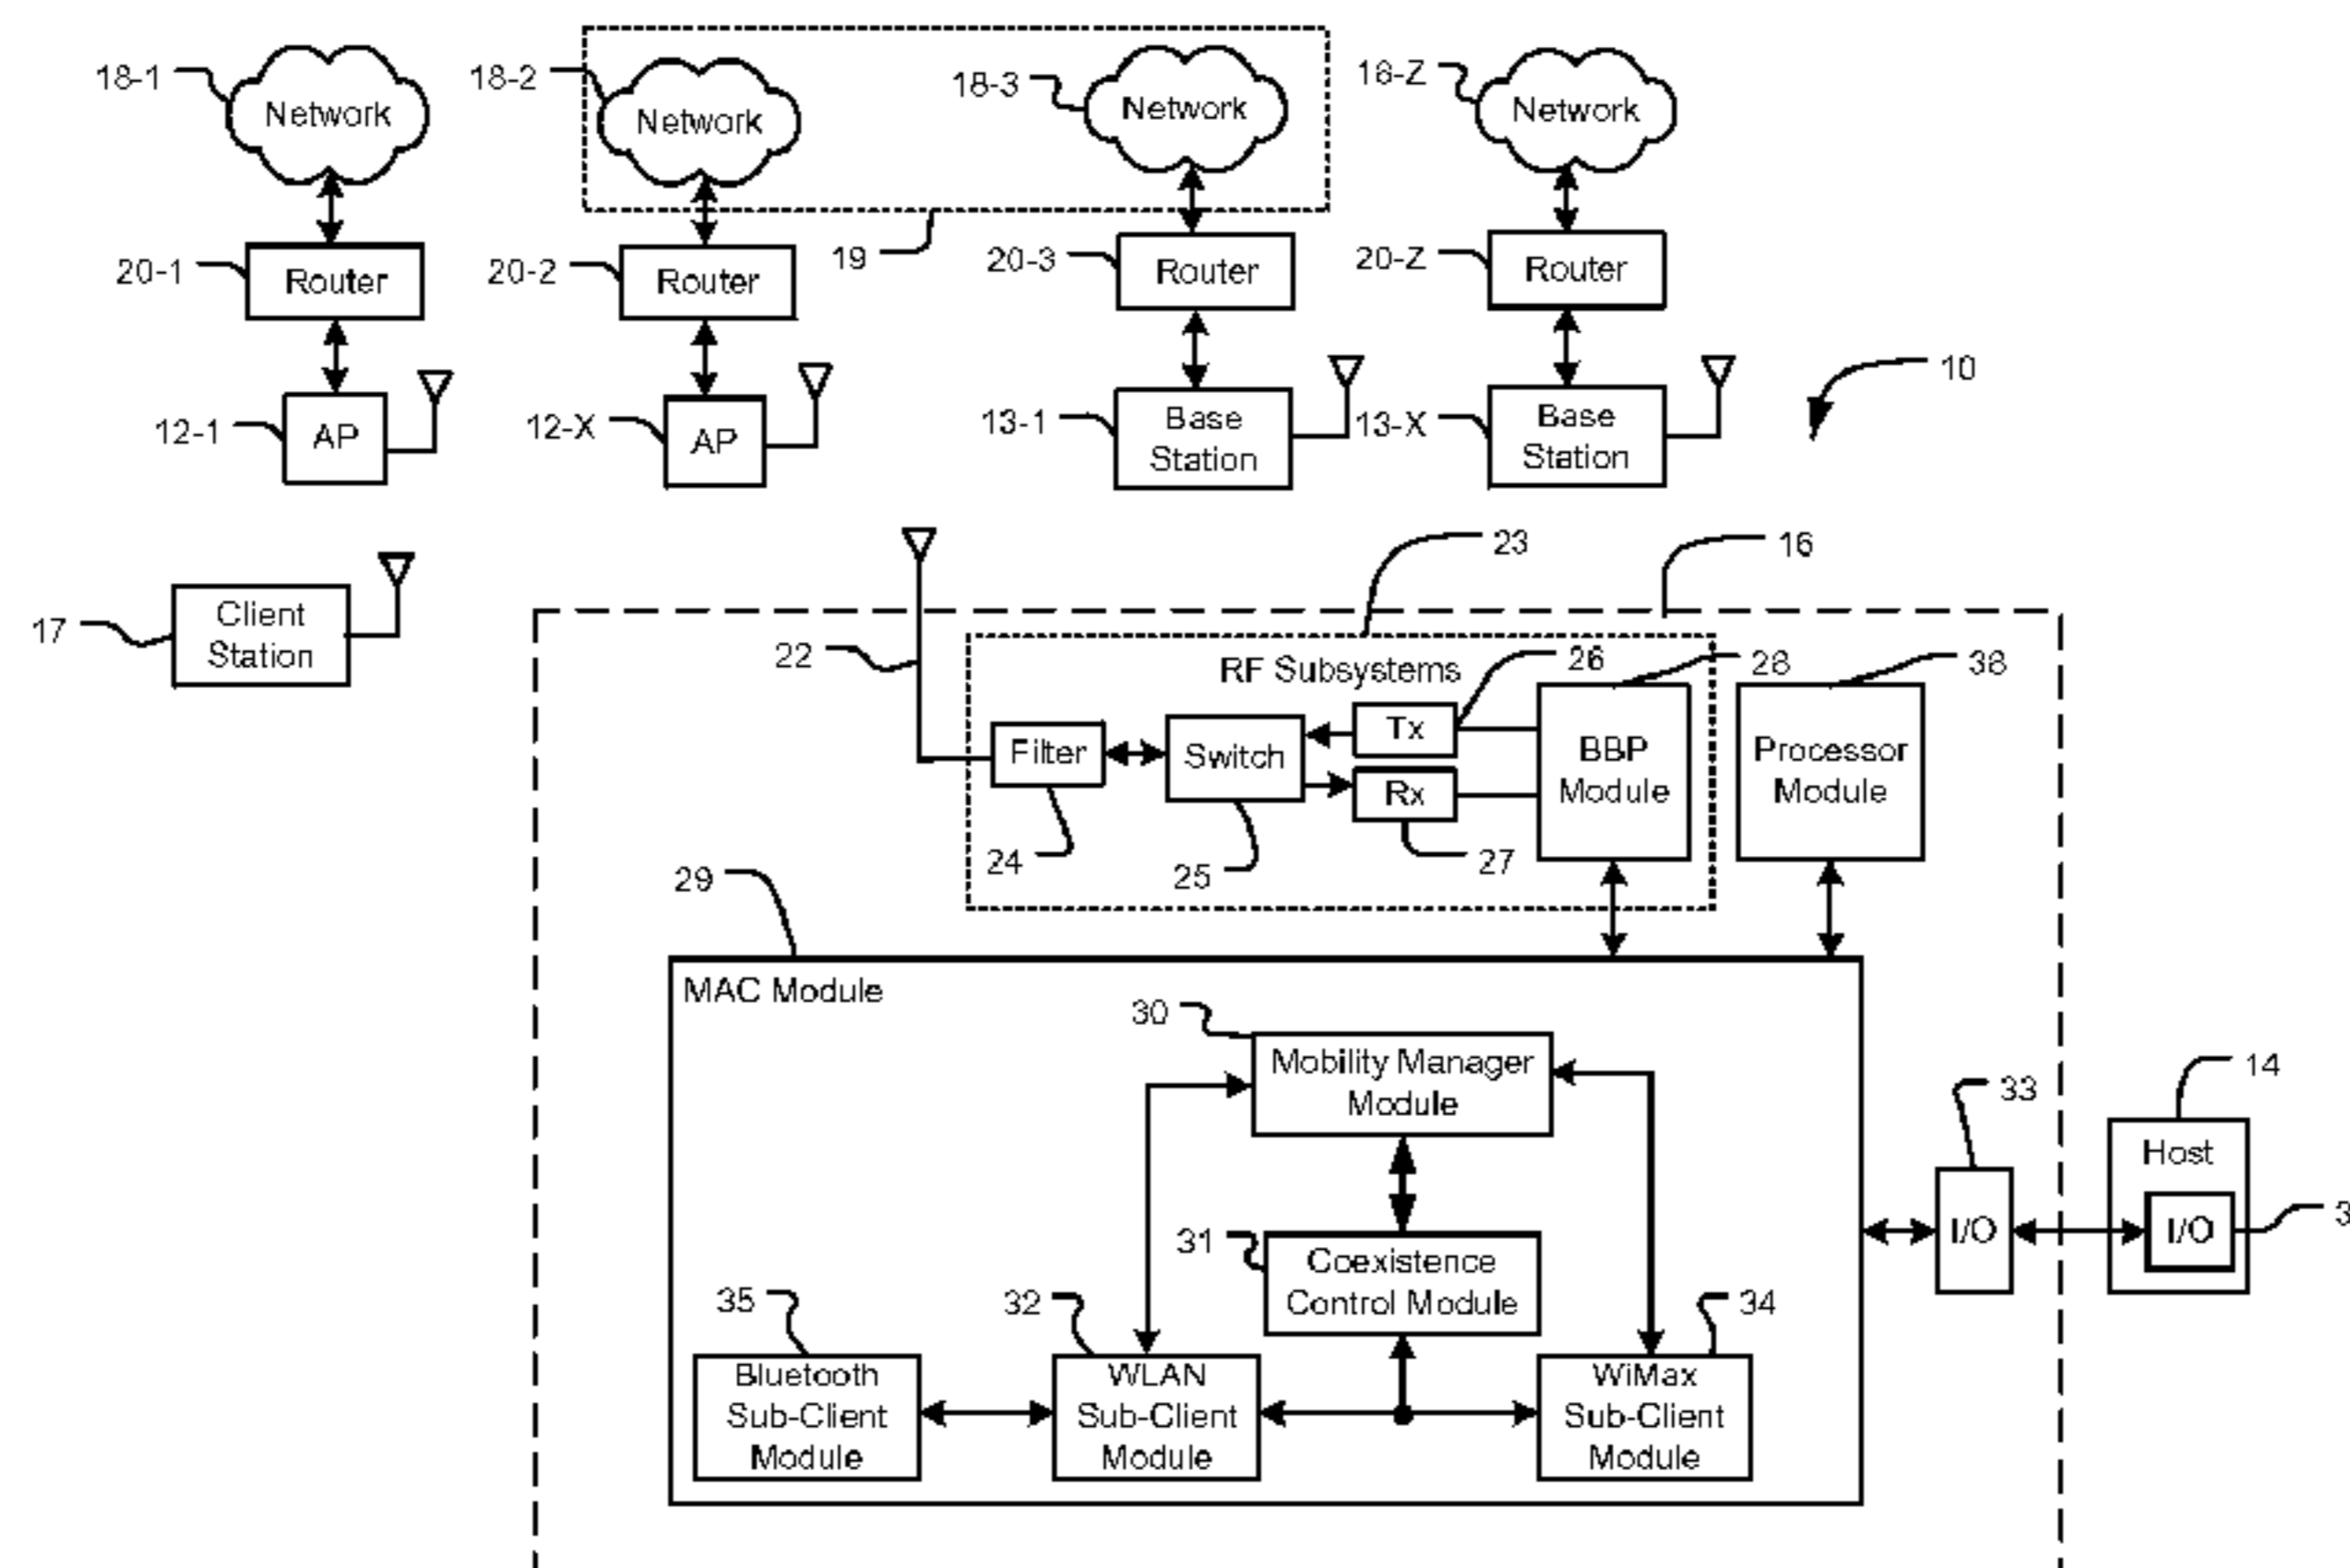 18-1
Network
18-2
Network
18-3
Network
18-Z
Network
20-1
Router
20-2
Router
19
20-3
Router
20-Z
Router
12-1
AP
12-X
AP
13-1
Base
Station
13-X
Base
Station
10
17
Client
Station
22
23
16
RF Subsystems
26
28
38
Filter
Switch
Tx
Rx
BBP
Module
Processor
Module
24
25
27
29
MAC Module
30
Mobility Manager
Module
31
Coexistence
Control Module
35
Bluetooth
Sub-Client
Module
32
WLAN
Sub-Client
Module
34
WiMax
Sub-Client
Module
33
I/O
14
Host
I/O